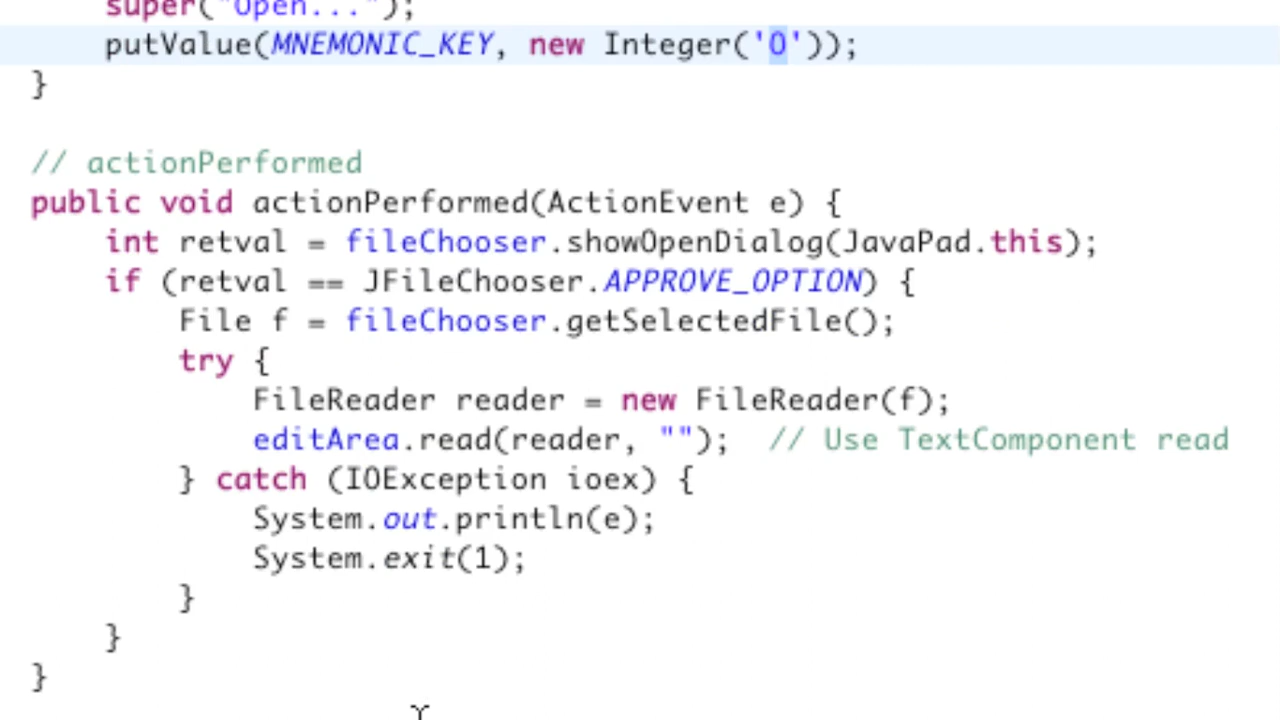 super("Open...");
putValue(MNEMONIC_KEY, new Integer('O'));
}
// actionPerformed
public void actionPerformed(ActionEvent e) {
int retval = fileChooser.showOpenDialog(JavaPad.this);
if (retval == JFileChooser.APPROVE_OPTION) {
File f = fileChooser.getSelectedFile();
try {
FileReader reader = new FileReader(f);
editArea.read(reader, "");  // Use TextComponent read
} catch (IOException ioex) {
System.out.println(e);
System.exit(1);
}
}
}